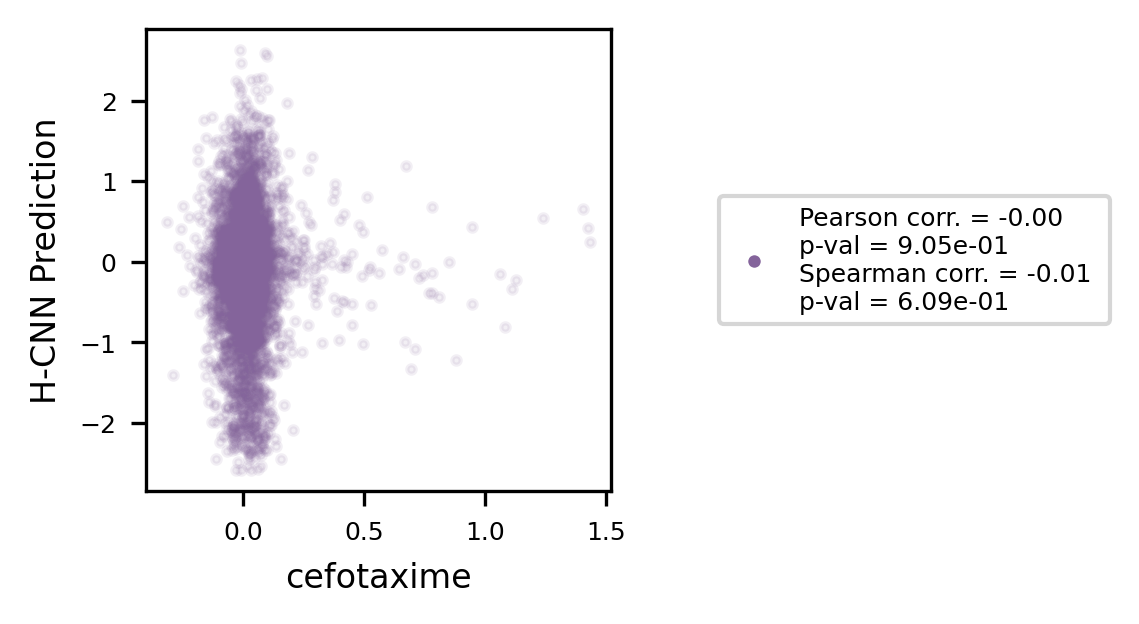 2
1
0
−1
−2
H-CNN Prediction
0.0
0.5
1.0
1.5
cefotaxime
Pearson corr. = -0.00
p-val = 9.05e-01
Spearman corr. = -0.01
p-val = 6.09e-01